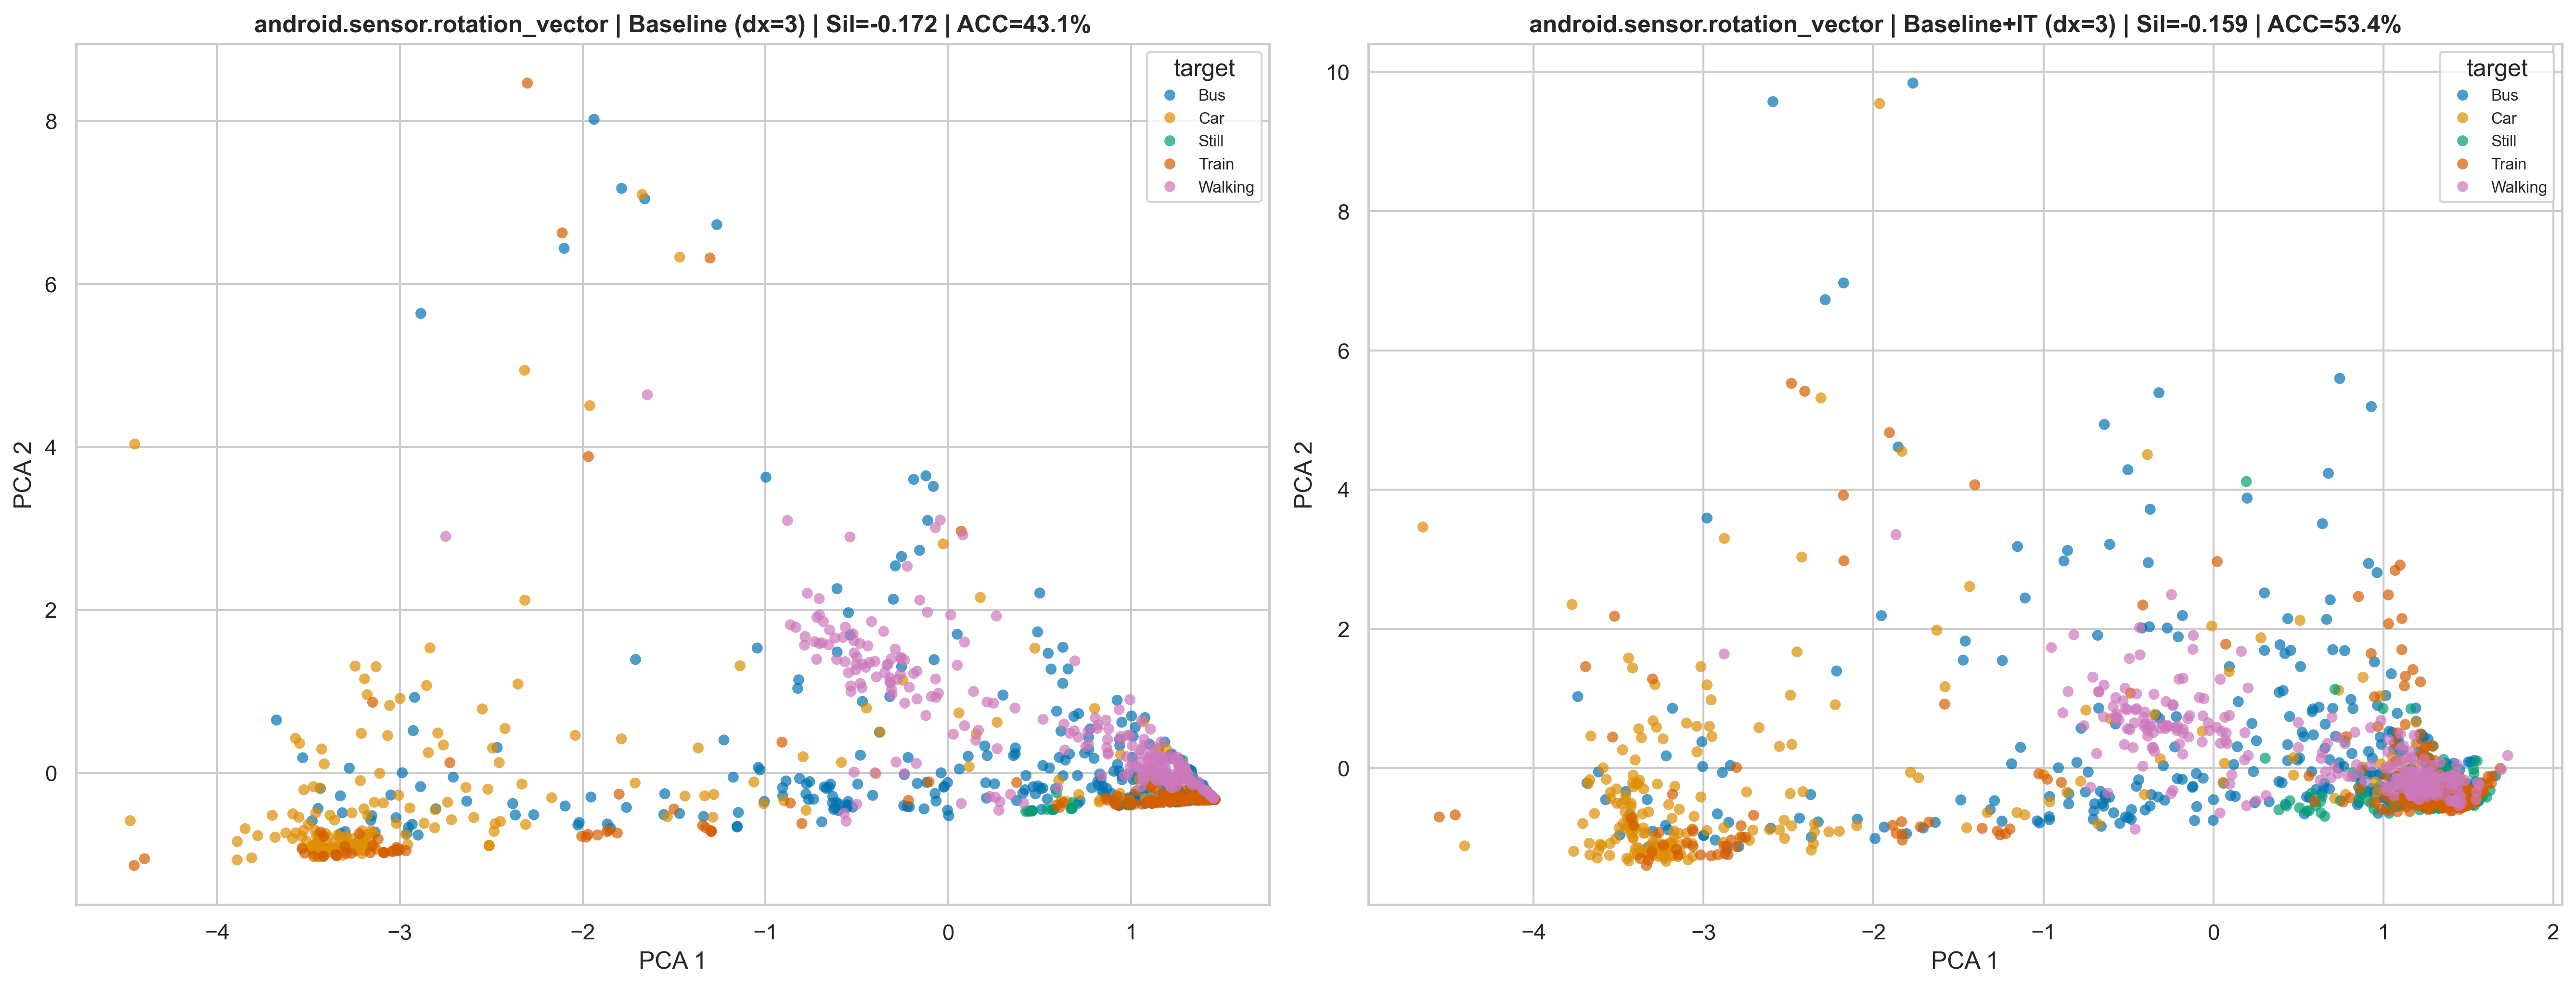 android.sensor.rotation_vector | Baseline (dx=3) | Sil=-0.172 | ACC=43.1%
target
Bus
Car
Still
Train
Walking
8
6
4
2
0
PCA 2
−4
−3
−2
−1
0
1
PCA 1
android.sensor.rotation_vector | Baseline+IT (dx=3) | Sil=-0.159 | ACC=53.4%
target
Bus
Car
Still
Train
Walking
10
8
6
4
2
0
PCA 2
−4
−3
−2
−1
0
1
2
PCA 1